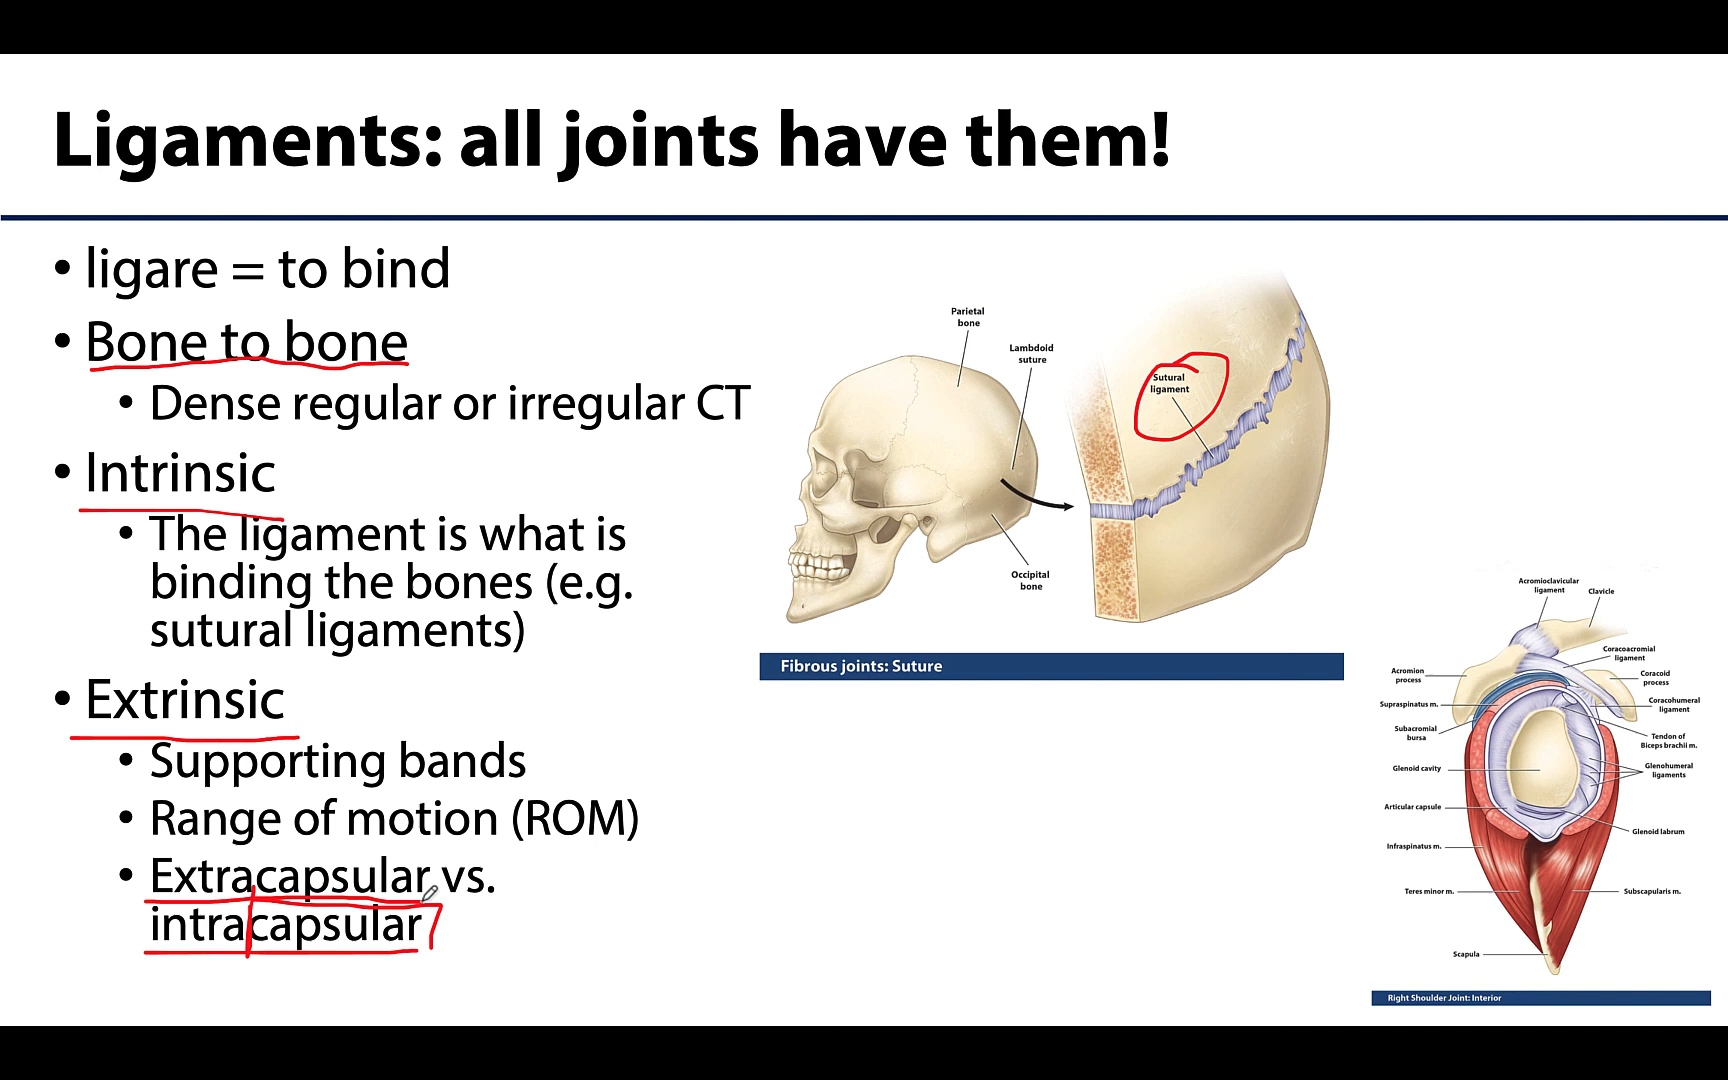 Ligaments: all joints have them!
• ligare = to bind
• Bone to bone
• Dense regular or irregular CT
• Intrinsic
• The ligament is what is
binding the bones (e.g.
sutural ligaments)
• Extrinsic
• Supporting bands
• Range of motion (ROM)
• Extracapsular vs.
intracapsular
Parietal
bone
Lambdoid
suture
Sutural
ligament
Occipital
bone
Fibrous joints: Suture
Acromioclavicular
ligament
Clavicle
Coracoacromial
ligament
Acromion
process
Coracoid
process
Supraspinatus m.
Coracohumeral
ligament
Subacromial
bursa
Tendon of
Biceps brachii m.
Glenoid cavity
Glenohumeral
ligaments
Articular capsule
Glenoid labrum
Infraspinatus m.
Teres minor m.
Subscapularis m.
Scapula
Right Shoulder Joint: Interior